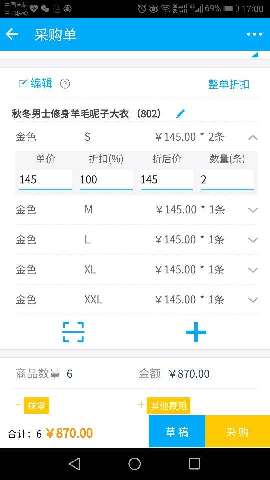 69% 17:00
采购单
编辑 整单折扣
秋冬男士修身羊毛呢子大衣 (802)
金色 S ￥145.00 * 2条
单价 折扣(%) 折后价 数量(条)
145 100 145 2
金色 M ￥145.00 * 1条
金色 L ￥145.00 * 1条
金色 XL ￥145.00 * 1条
金色 XXL ￥145.00 * 1条
商品数量 6 金额 ￥870.00
- 抹零 + 其他费用
合计: 6 ￥870.00 草稿 采购